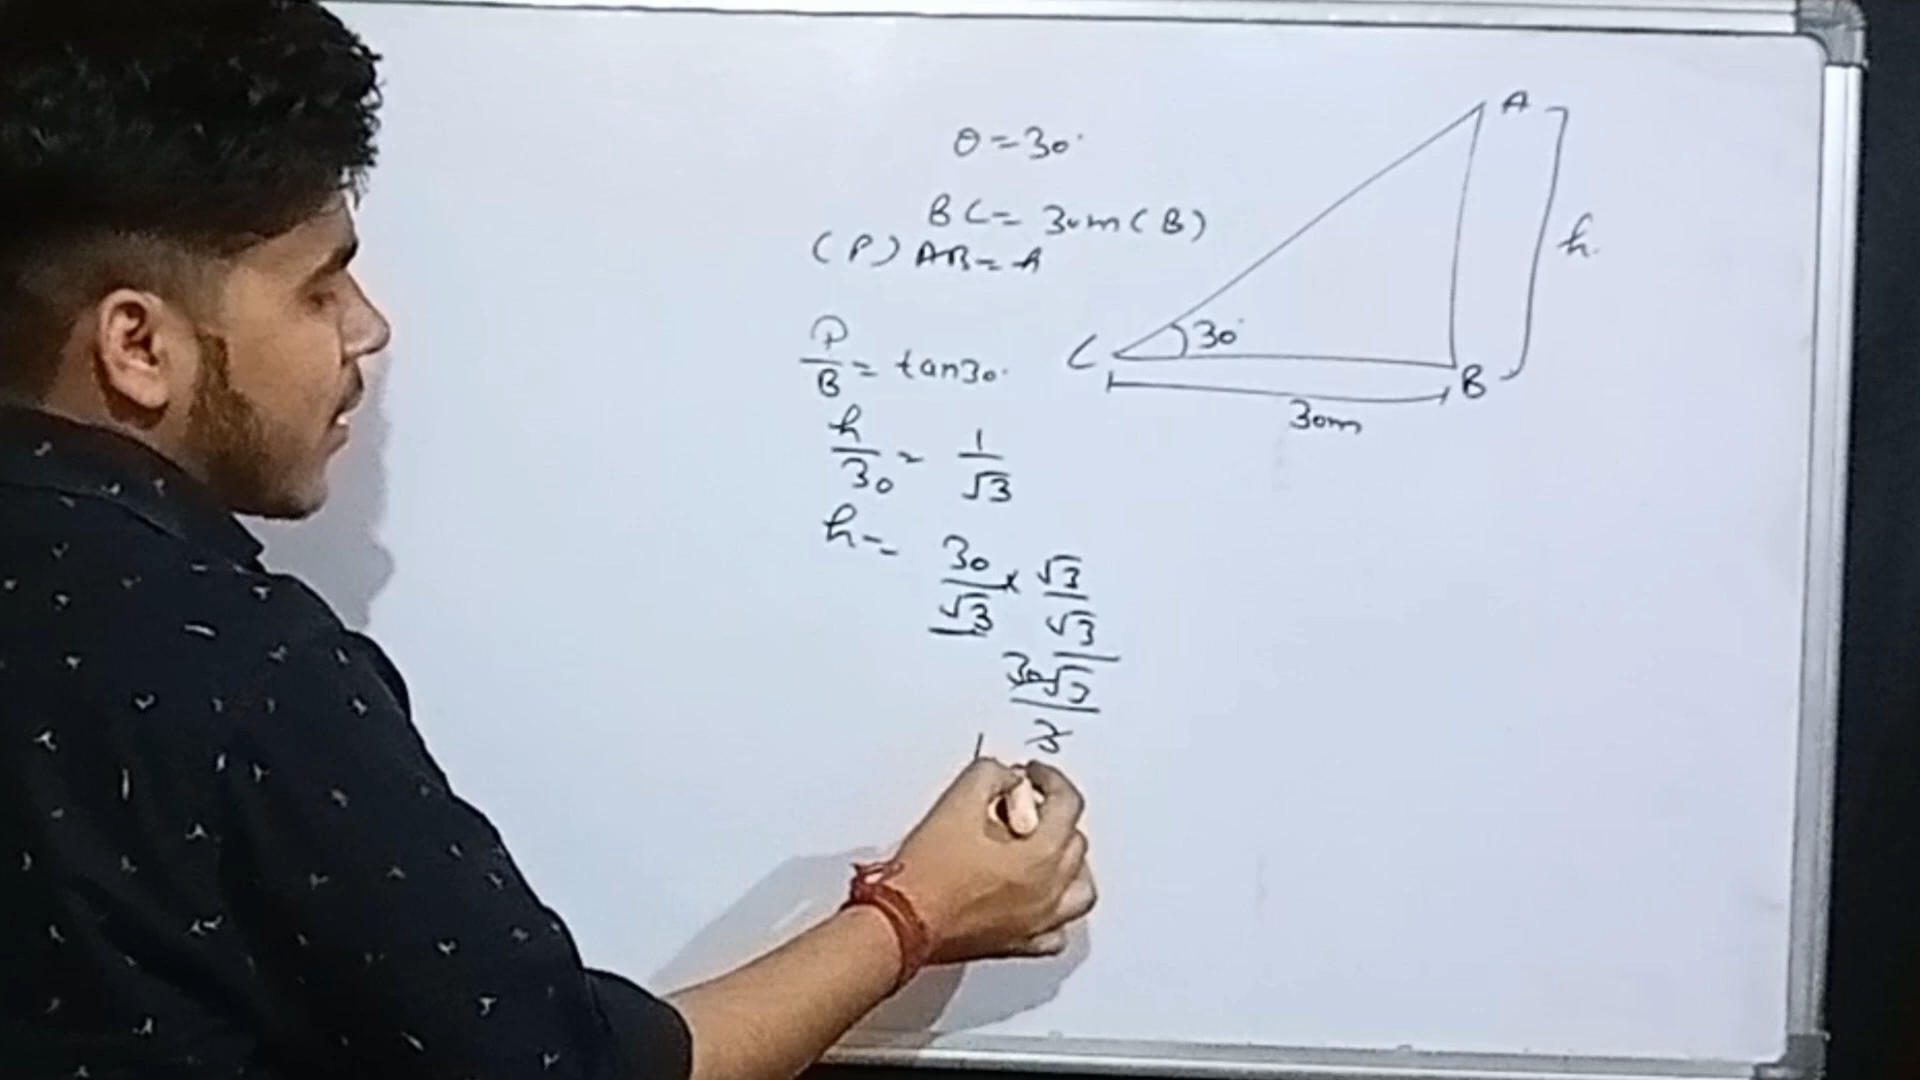 θ = 30°
BC = 30m (B)
(P) AB = h
P/B = tan30°
h/30 = 1/√3
h = 30/√3 × √3/√3
30√3
3
A
h
C
30°
B
30m